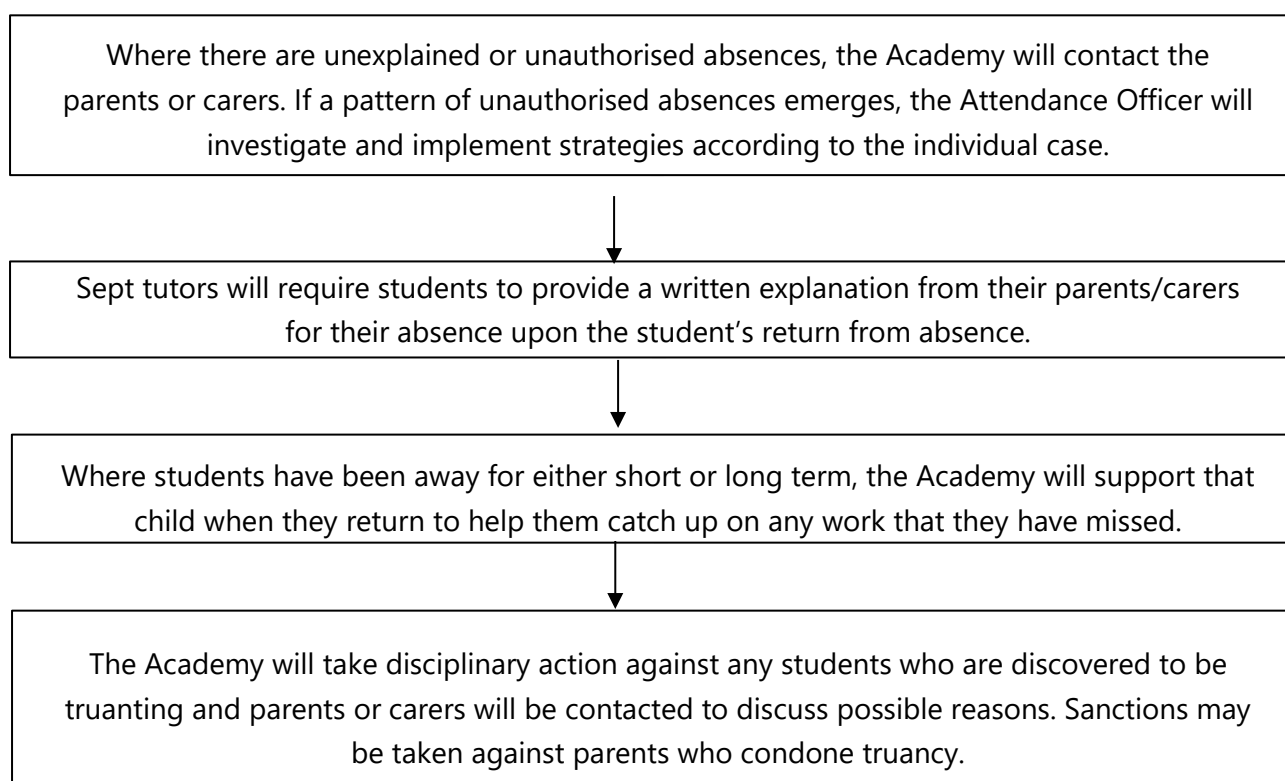 Where there are unexplained or unauthorised absences, the Academy will contact the
parents or carers. If a pattern of unauthorised absences emerges, the Attendance Officer will
investigate and implement strategies according to the individual case.
Sept tutors will require students to provide a written explanation from their parents/carers
for their absence upon the student’s return from absence.
Where students have been away for either short or long term, the Academy will support that
child when they return to help them catch up on any work that they have missed.
The Academy will take disciplinary action against any students who are discovered to be
truanting and parents or carers will be contacted to discuss possible reasons. Sanctions may
be taken against parents who condone truancy.